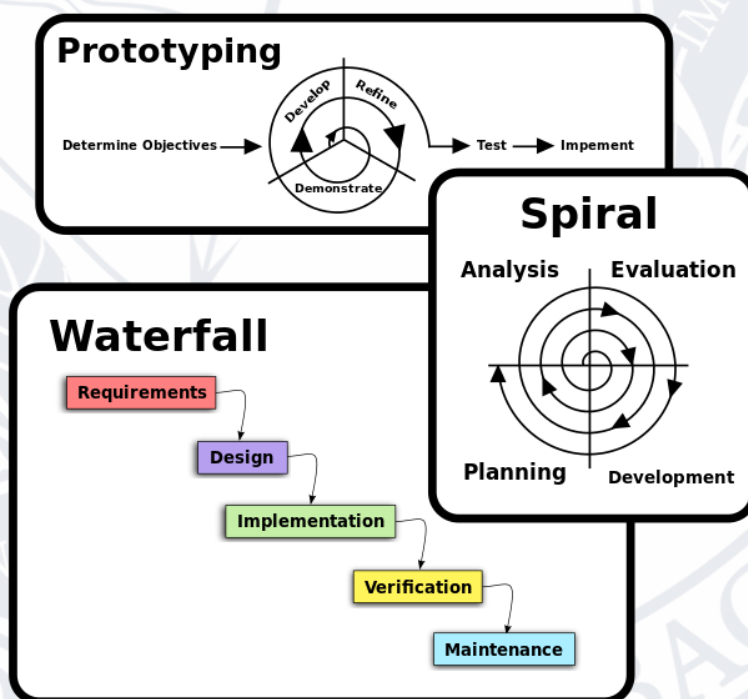 Prototyping
Develop
Refine
Determine Objectives
Test
Impement
Demonstrate
Spiral
Analysis
Evaluation
Planning
Development
Waterfall
Requirements
Design
Implementation
Verification
Maintenance